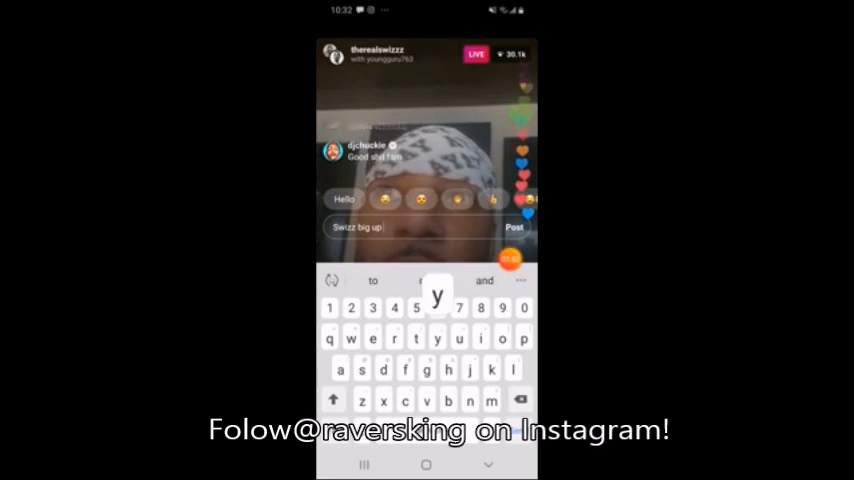 10:32
therealswizzz
LIVE
30.1k
with youngguru763
djchuckie
Good shit fam
Hello
Swizz big up
Post
to
and
y
1 2 3 4 5 7 8 9 0
q w e r t y u i o p
a s d f g h j k l
z x c v b n m
Folow@raversking on Instagram!